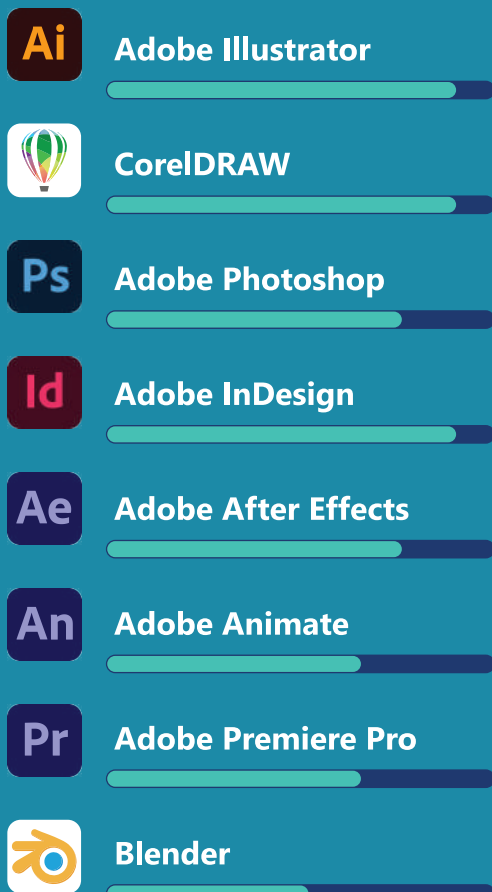 Ai
Adobe Illustrator
CorelDRAW
Ps
Adobe Photoshop
Id
Adobe InDesign
Ae
Adobe After Effects
An
Adobe Animate
Pr
Adobe Premiere Pro
Blender